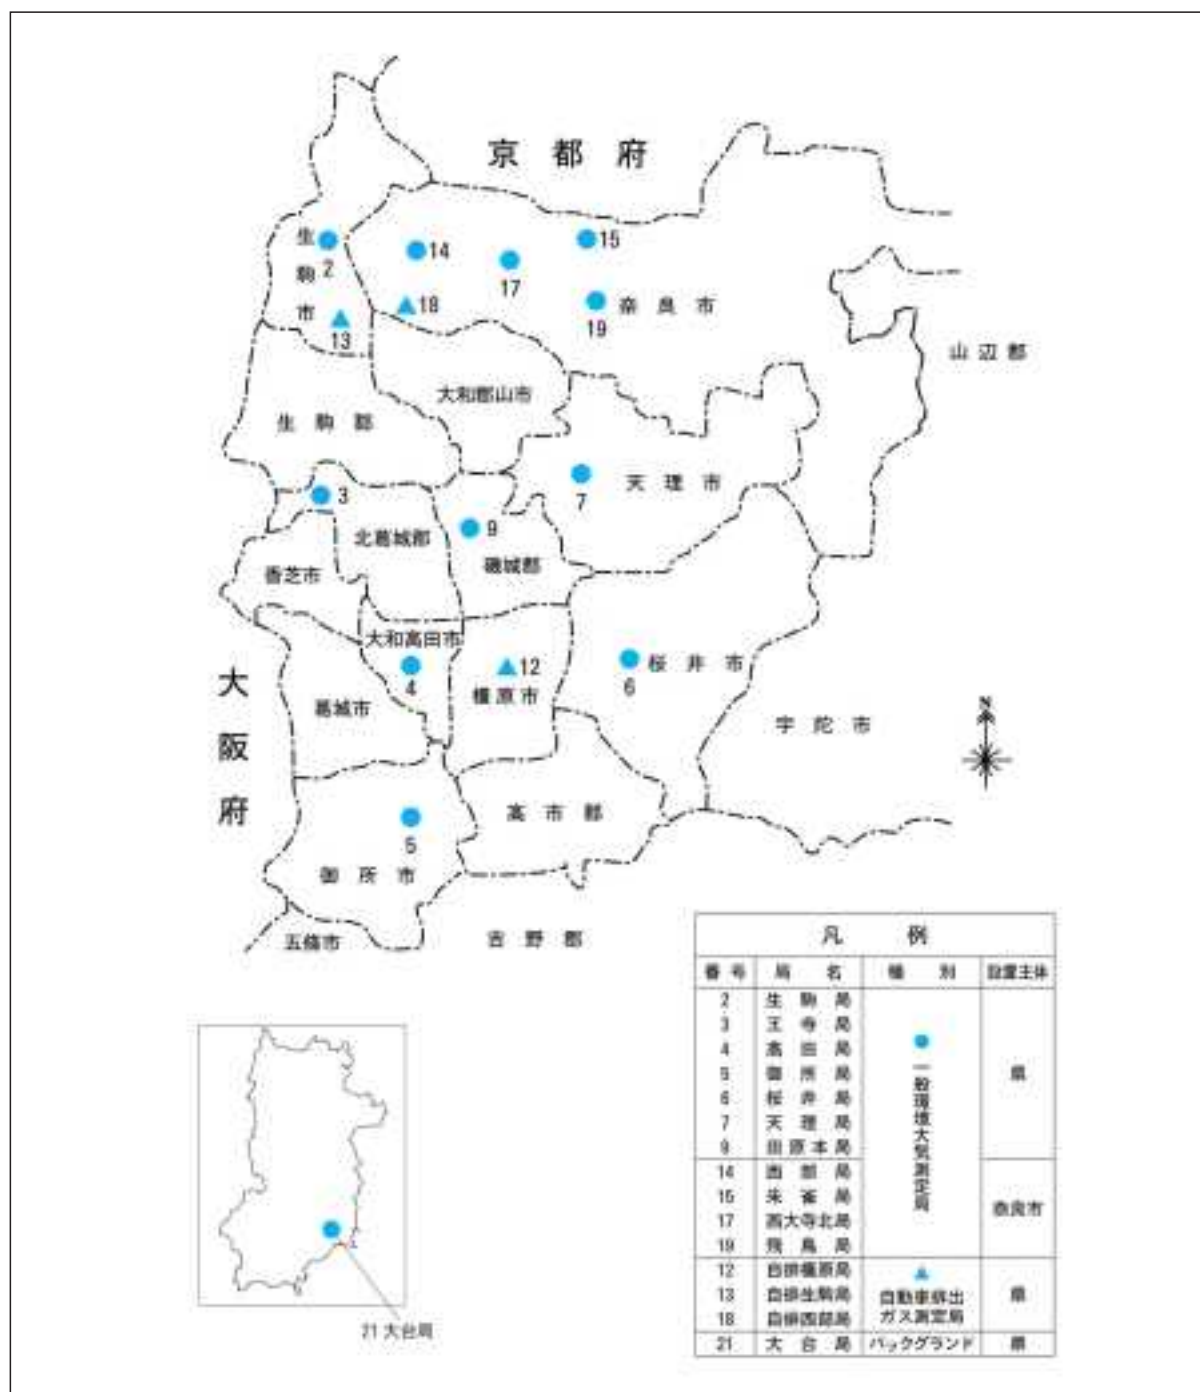 京都府
15
生駒市
2
14
17
18
19
奈良市
13
山辺郡
大和郡山市
生駒郡
天理市
7
3
9
北葛城郡
磯城郡
香芝市
大和高田市
4
12
橿原市
桜井市
6
葛城市
大阪府
N
宇陀市
高市郡
5
御所市
五條市
吉野郡
凡例
番号 局名 種別 設置主体
2 生駒局
3 王寺局
4 高田局
5 御所局
6 桜井局
7 天理局
9 田原本局
一般環境大気測定局
県
14 西部局
15 朱雀局
17 西大寺北局
19 飛鳥局
奈良市
12 自排橿原局
13 自排生駒局
18 自排西部局
自動車排出
ガス測定局
県
21 大台局 バックグランド 県
21 大台局